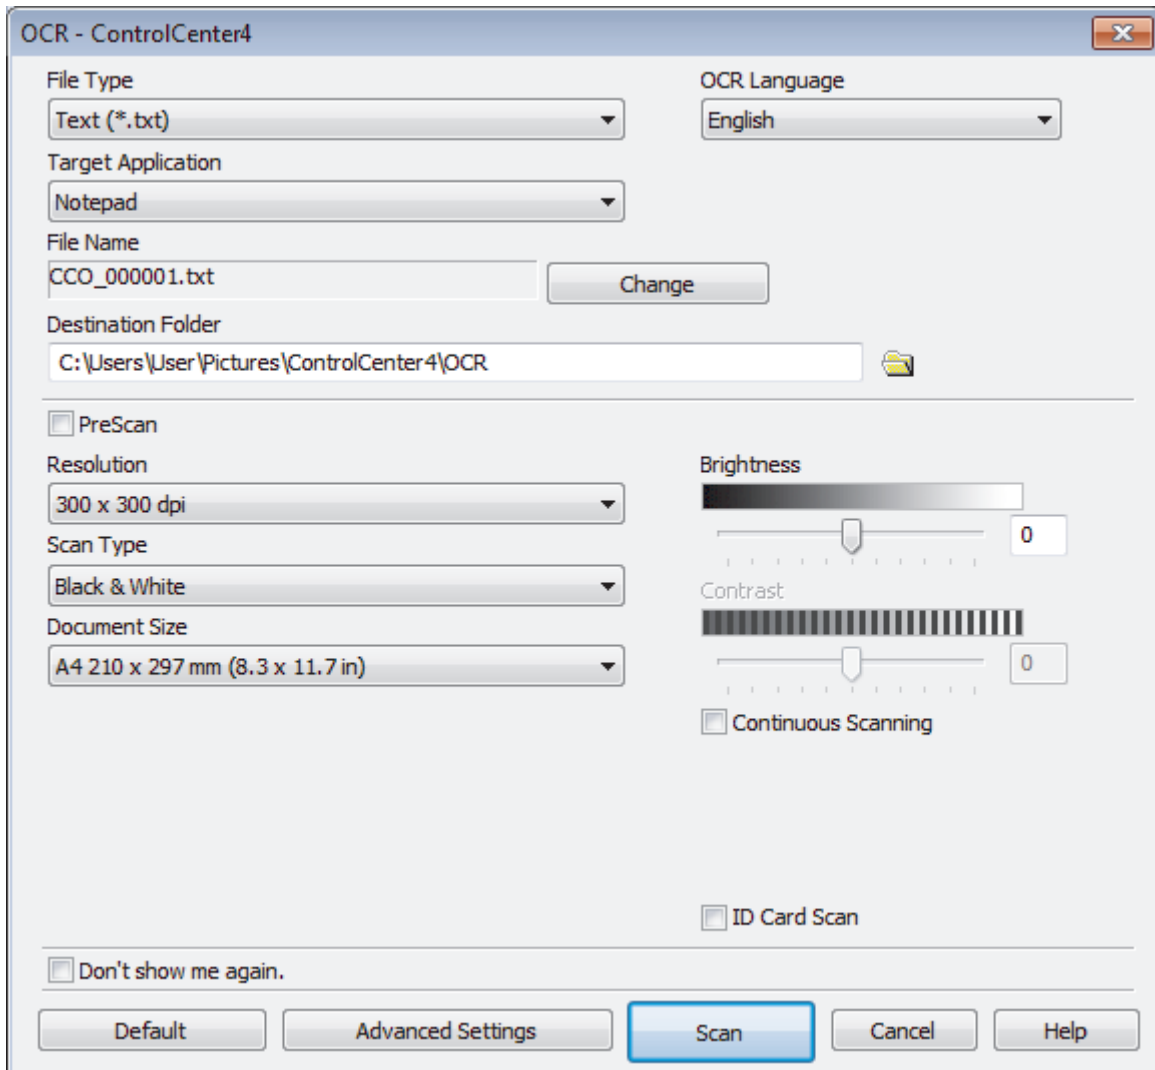 OCR - ControlCenter4
File Type
OCR Language
Text (*.txt)
English
Target Application
Notepad
File Name
CCO_000001.txt
Change
Destination Folder
C:\Users\User\Pictures\ControlCenter4\OCR
PreScan
Resolution
Brightness
300 x 300 dpi
0
Scan Type
Black & White
Contrast
Document Size
A4 210 x 297 mm (8.3 x 11.7 in)
0
Continuous Scanning
ID Card Scan
Don't show me again.
Default
Advanced Settings
Scan
Cancel
Help